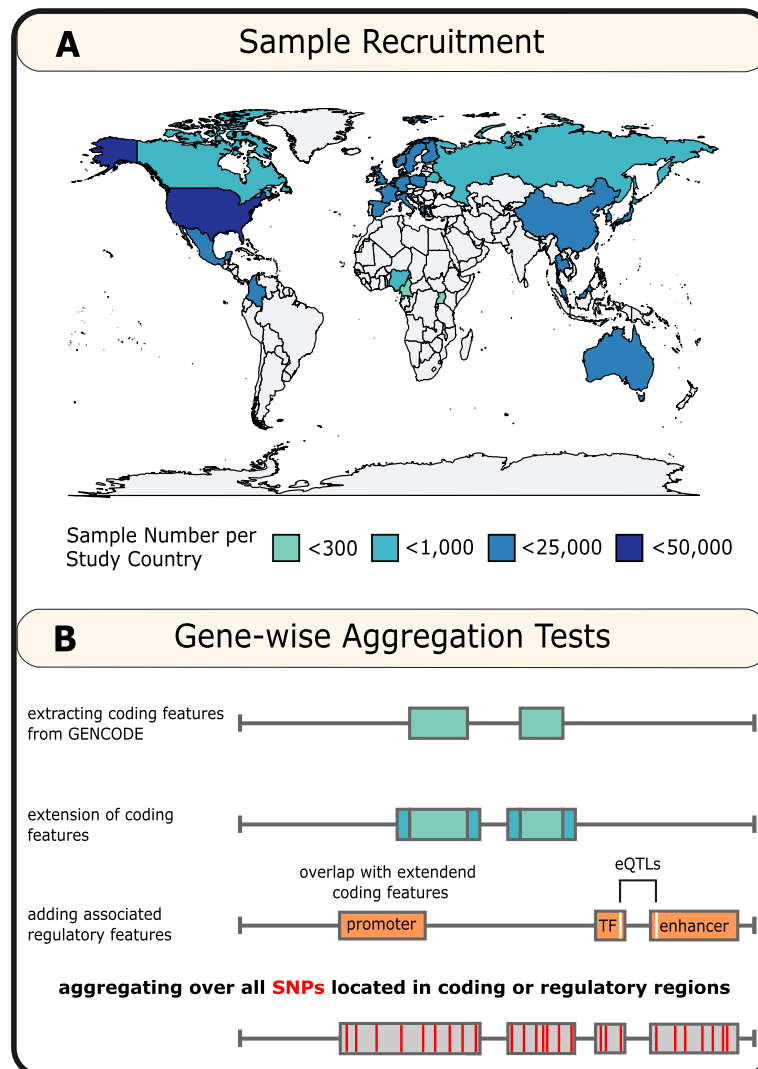 A
Sample Recruitment
Sample Number per
Study Country
<300
<1,000
<25,000
<50,000
B
Gene-wise Aggregation Tests
extracting coding features
from GENCODE
extension of coding
features
overlap with extendend
coding features
eQTLs
adding associated
regulatory features
promoter
TF
enhancer
aggregating over all SNPs located in coding or regulatory regions